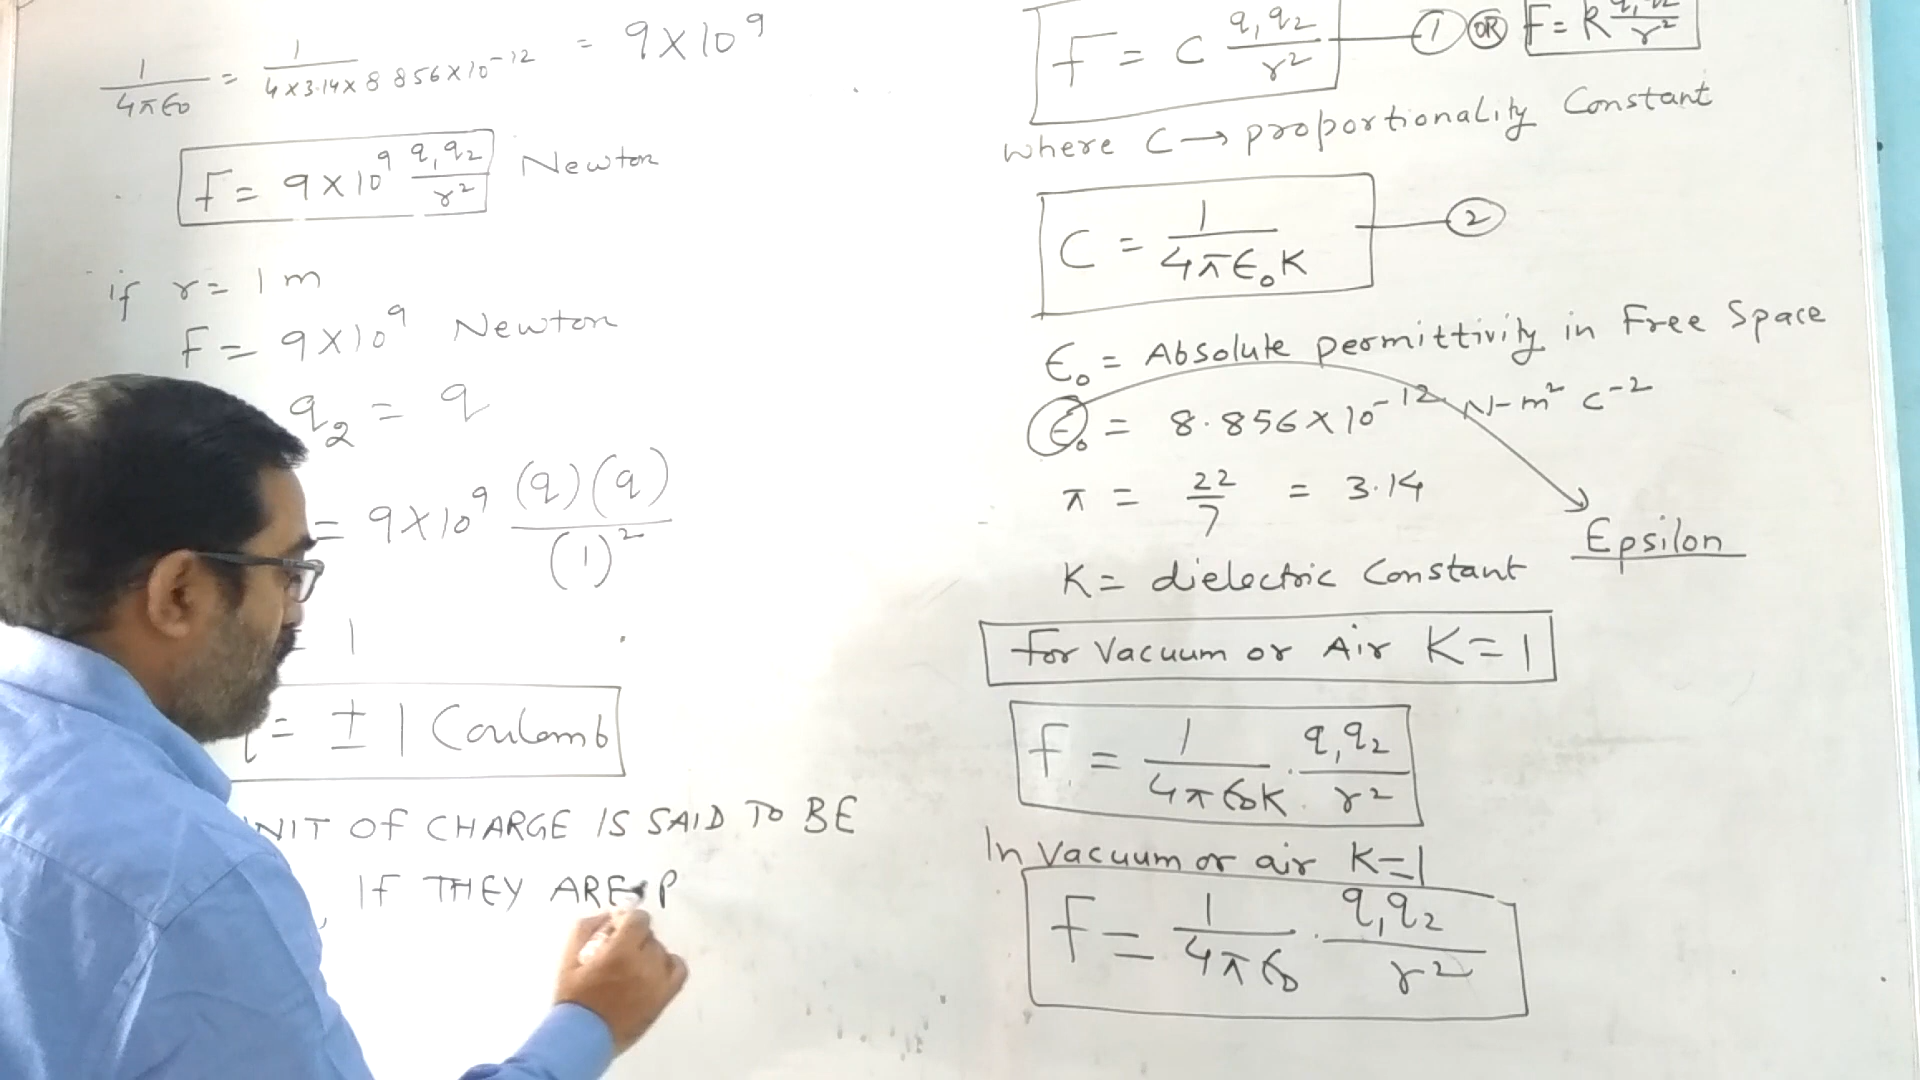 1/4πϵ0 = 1/4×3.14×8.856×10⁻¹² = 9×10⁹
F = 9×10⁹ q1q2/r² Newton
if r = 1 m
F = 9×10⁹ Newton
q2 = q
= 9×10⁹ (q)(q)/(1)²
= 1
= ± 1 Coulomb
NIT OF CHARGE IS SAID TO BE
IF THEY ARE P
F = C q1q2/r² — ① OR F = K q1q2/r²
where C → proportionality Constant
C = 1/4πϵ0K — ②
ϵ0 = Absolute permittivity in Free Space
ϵ0 = 8.856×10⁻¹² N-m² c⁻²
π = 22/7 = 3.14
Epsilon
K = dielectric Constant
For Vacuum or Air K = 1
F = 1/4πϵ0K . q1q2/r²
In Vacuum or air K=1
F = 1/4πϵ0 . q1q2/r²